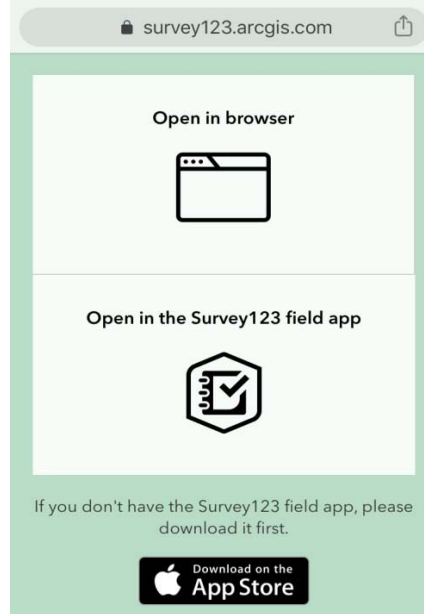 survey123.arcgis.com
Open in browser
Open in the Survey123 field app
If you don't have the Survey123 field app, please
download it first.
Download on the
App Store